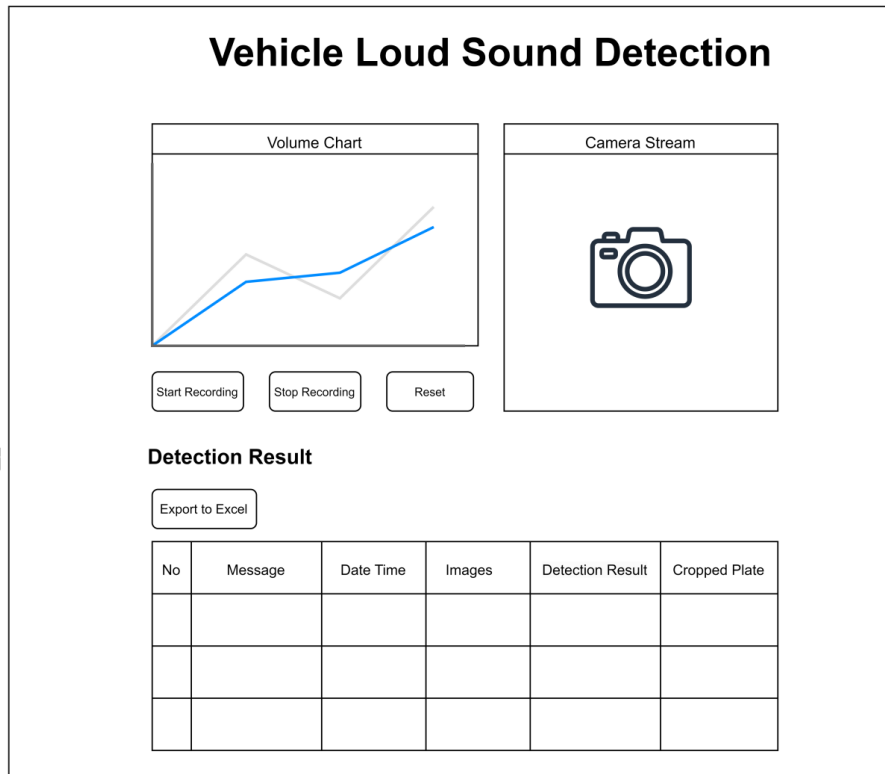 Vehicle Loud Sound Detection
Volume Chart
Camera Stream
Start Recording
Stop Recording
Reset
Detection Result
Export to Excel
No
Message
Date Time
Images
Detection Result
Cropped Plate